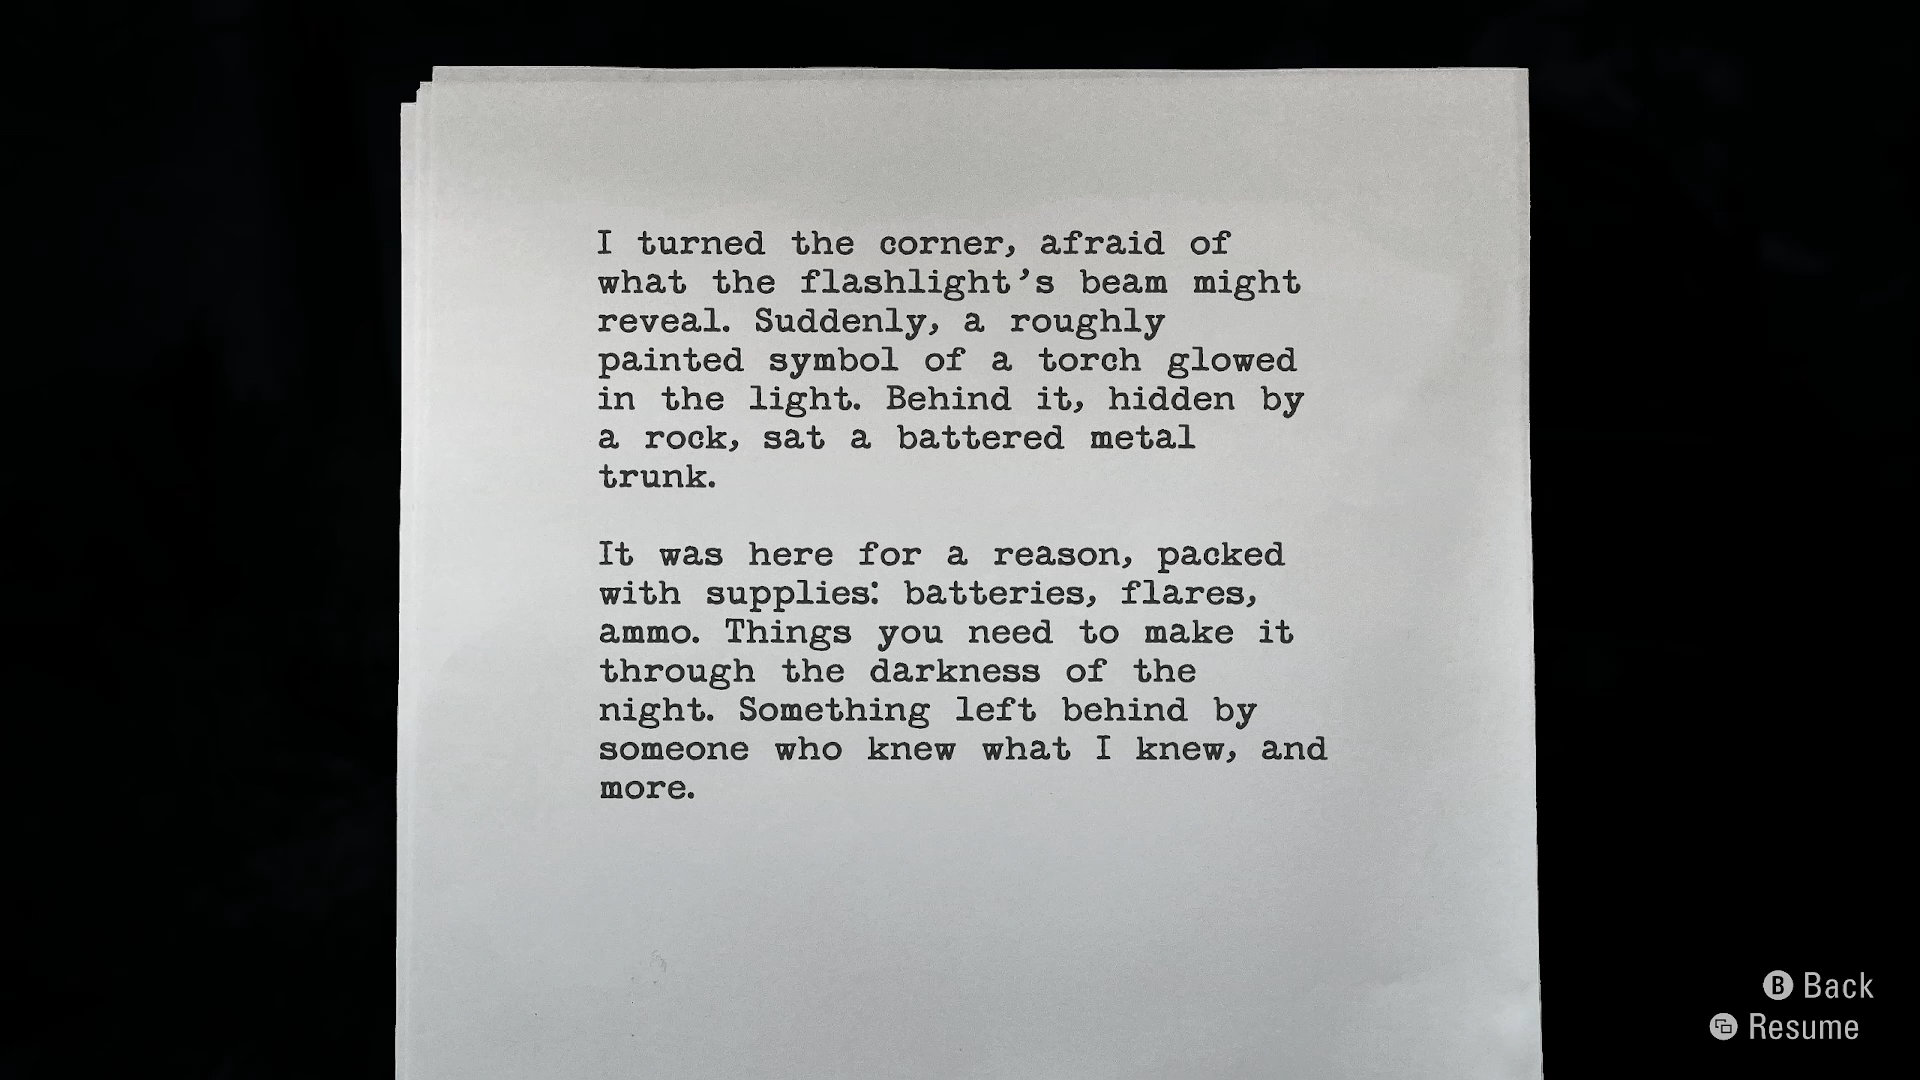 I turned the corner, afraid of
what the flashlight's beam might
reveal. Suddenly, a roughly
painted symbol of a torch glowed
in the light. Behind it, hidden by
a rock, sat a battered metal
trunk.
It was here for a reason, packed
with supplies: batteries, flares,
ammo. Things you need to make it
through the darkness of the
night. Something left behind by
someone who knew what I knew, and
more.
B Back
Resume